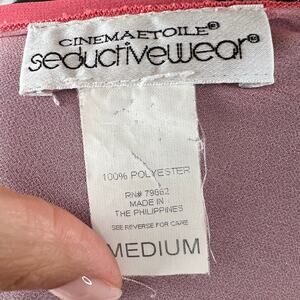 CINEMAETOILE®
seductivewear®
100% POLYESTER
RN# 79862
MADE IN
THE PHILIPPINES
SEE REVERSE FOR CARE
MEDIUM